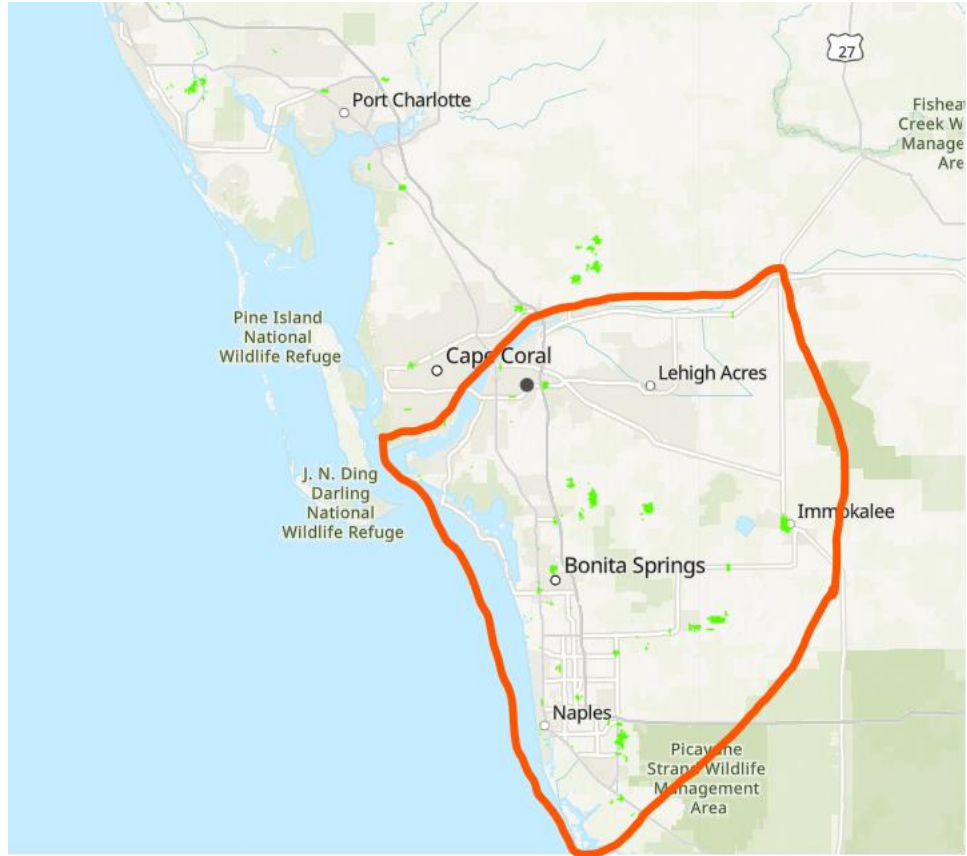 27
Fisheat
Creek W
Manage
Are
Port Charlotte
Pine Island
National
Wildlife Refuge
Cape Coral
Lehigh Acres
J. N. Ding
Darling
National
Wildlife Refuge
Immokalee
Bonita Springs
Naples
Picayune
Strand Wildlife
Management
Area